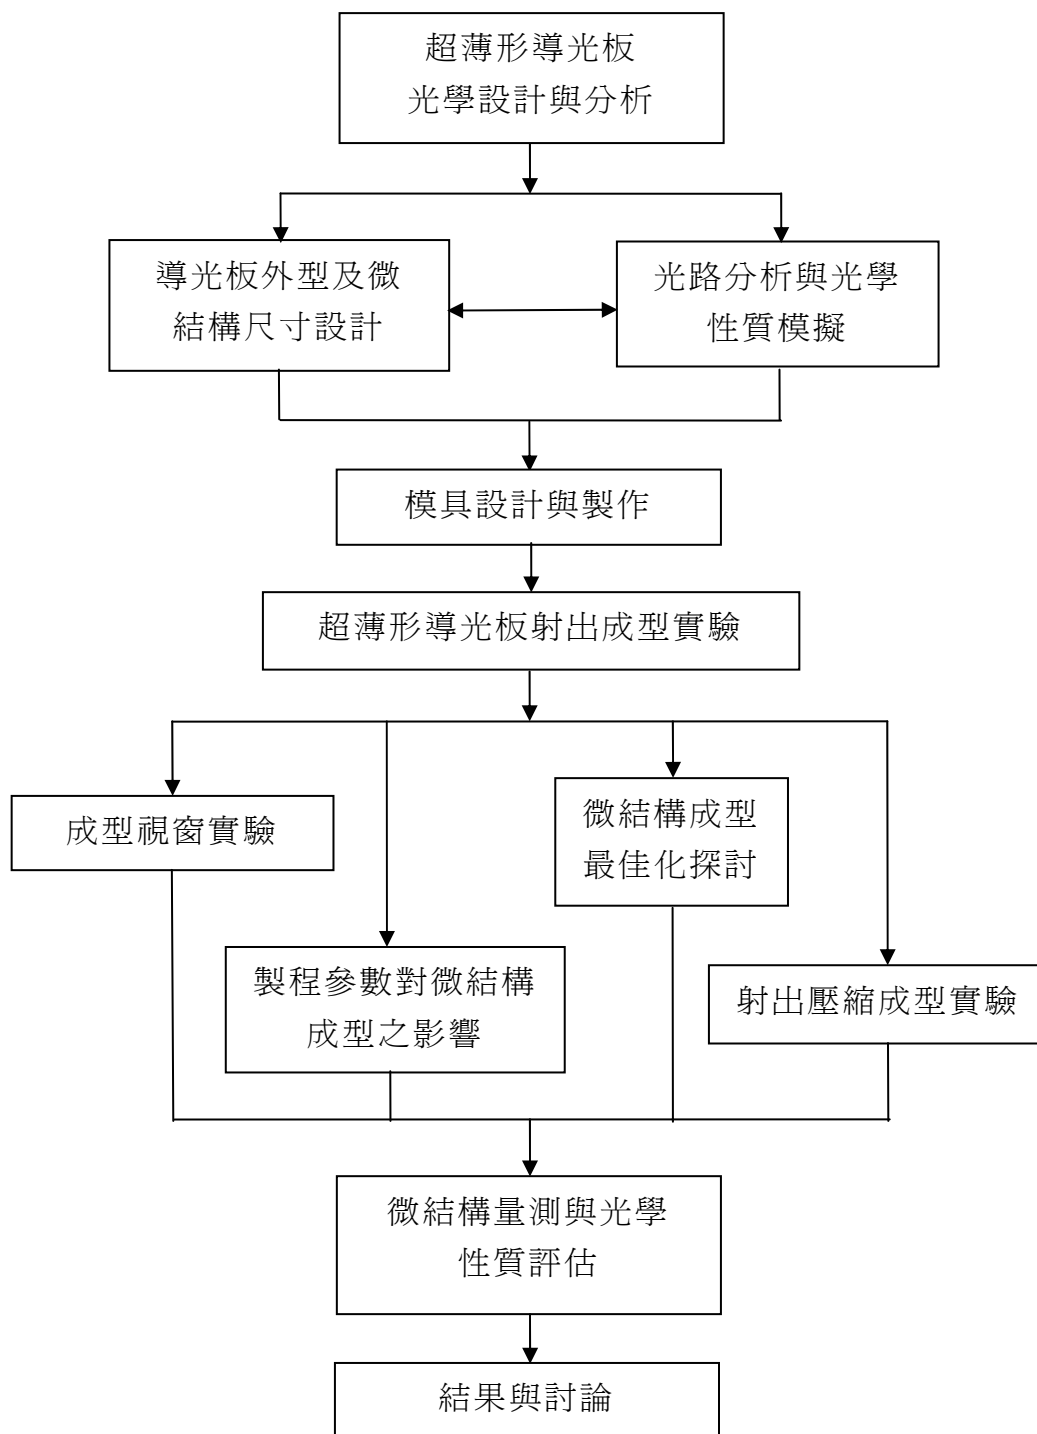 超薄形導光板
光學設計與分析
導光板外型及微
結構尺寸設計
光路分析與光學
性質模擬
模具設計與製作
超薄形導光板射出成型實驗
成型視窗實驗
微結構成型
最佳化探討
製程參數對微結構
成型之影響
射出壓縮成型實驗
微結構量測與光學
性質評估
結果與討論